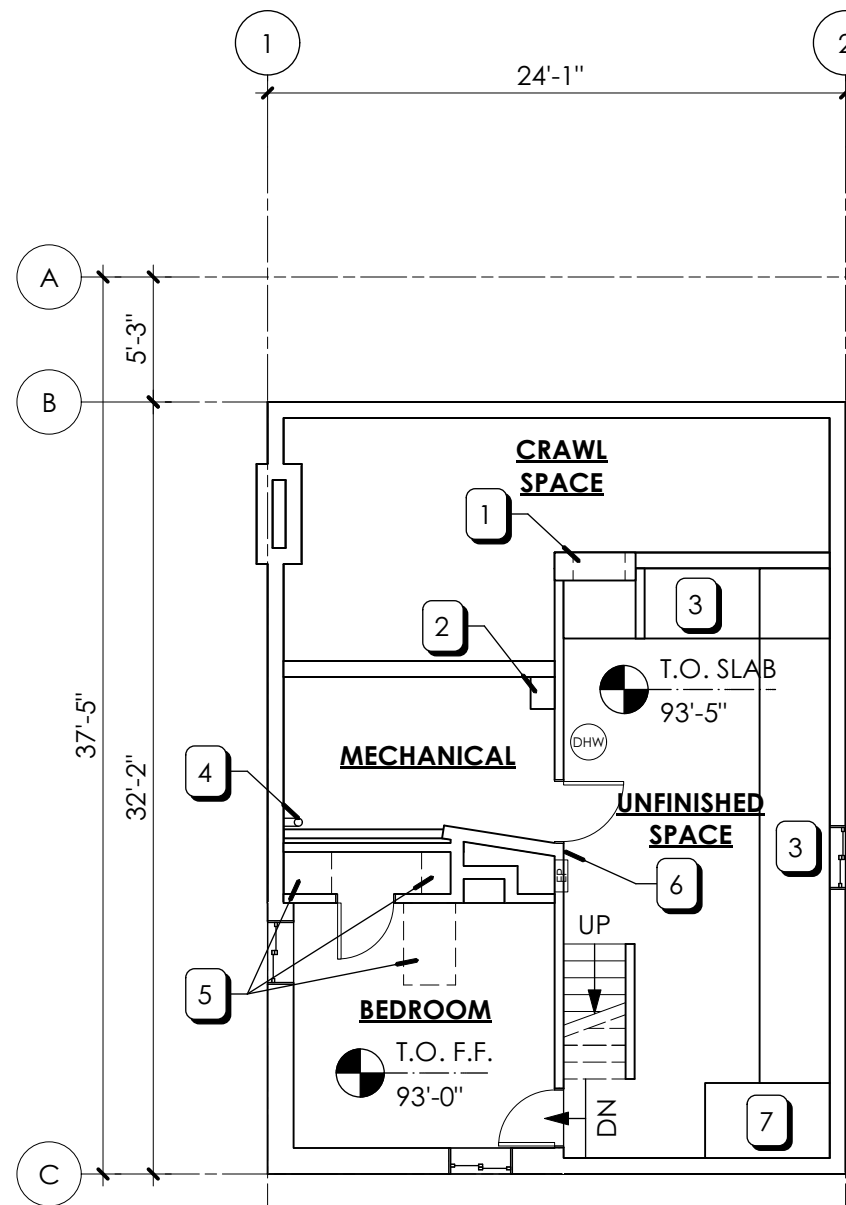 1
2
24'-1"
A
5'-3"
B
CRAWL
SPACE
1
3
2
T.O. SLAB
93'-5"
37'-5"
32'-2"
DHW
MECHANICAL
4
UNFINISHED
SPACE
3
EP
6
UP
5
BEDROOM
T.O. F.F.
93'-0"
DN
7
C